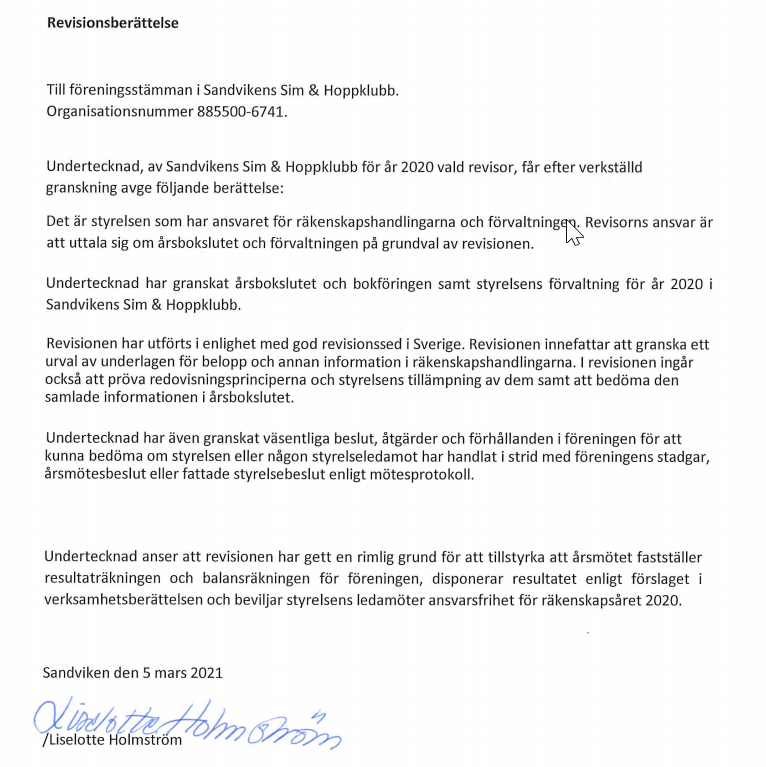 Revisionsberättelse
Till föreningsstämman i Sandvikens Sim & Hoppklubb.
Organisationsnummer 885500-6741.
Undertecknad, av Sandvikens Sim & Hoppklubb för år 2020 vald revisor, får efter verkställd
granskning avge följande berättelse:
Det är styrelsen som har ansvaret för räkenskapshandlingarna och förvaltningen. Revisorns ansvar är
att uttala sig om årsbokslutet och förvaltningen på grundval av revisionen.
Undertecknad har granskat årsbokslutet och bokföringen samt styrelsens förvaltning för år 2020 i
Sandvikens Sim & Hoppklubb.
Revisionen har utförts i enlighet med god revisionssed i Sverige. Revisionen innefattar att granska ett
urval av underlagen för belopp och annan information i räkenskapshandlingarna. I revisionen ingår
också att pröva redovisningsprinciperna och styrelsens tillämpning av dem samt att bedöma den
samlade informationen i årsbokslutet.
Undertecknad har även granskat väsentliga beslut, åtgärder och förhållanden i föreningen för att
kunna bedöma om styrelsen eller någon styrelseledamot har handlat i strid med föreningens stadgar,
årsmötesbeslut eller fattade styrelsebeslut enligt mötesprotokoll.
Undertecknad anser att revisionen har gett en rimlig grund för att tillstyrka att årsmötet fastställer
resultaträkningen och balansräkningen för föreningen, disponerar resultatet enligt förslaget i
verksamhetsberättelsen och beviljar styrelsens ledamöter ansvarsfrihet för räkenskapsåret 2020.
Sandviken den 5 mars 2021
Liselotte Holmström
/Liselotte Holmström